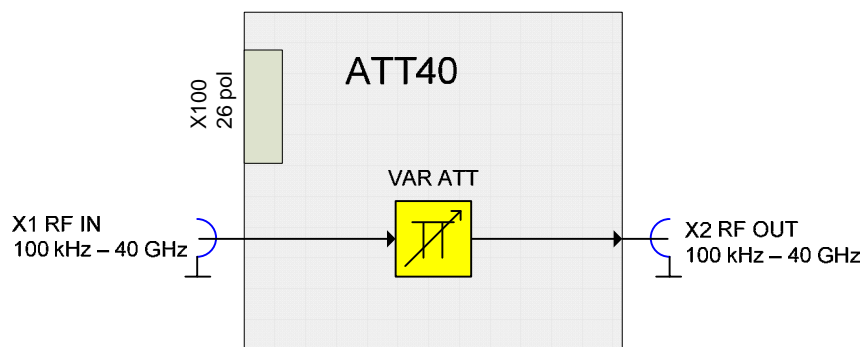 ATT40
X100
26 pol
VAR ATT
X1 RF IN
100 kHz – 40 GHz
X2 RF OUT
100 kHz – 40 GHz